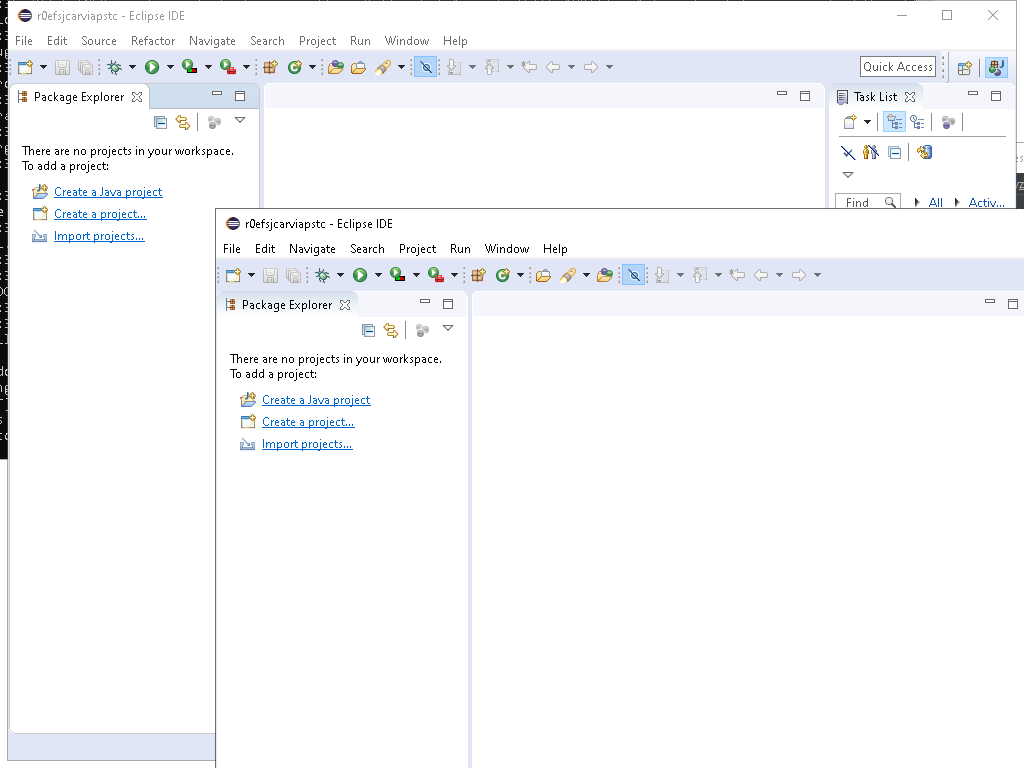 r0efsjcarviapstc - Eclipse IDE
File Edit Source Refactor Navigate Search Project Run Window Help
Quick Access
Package Explorer
Task List
There are no projects in your workspace.
To add a project:
Create a Java project
Create a project...
Import projects...
Find All Activ...
r0efsjcarviapstc - Eclipse IDE
File Edit Navigate Search Project Run Window Help
Package Explorer
There are no projects in your workspace.
To add a project:
Create a Java project
Create a project...
Import projects...